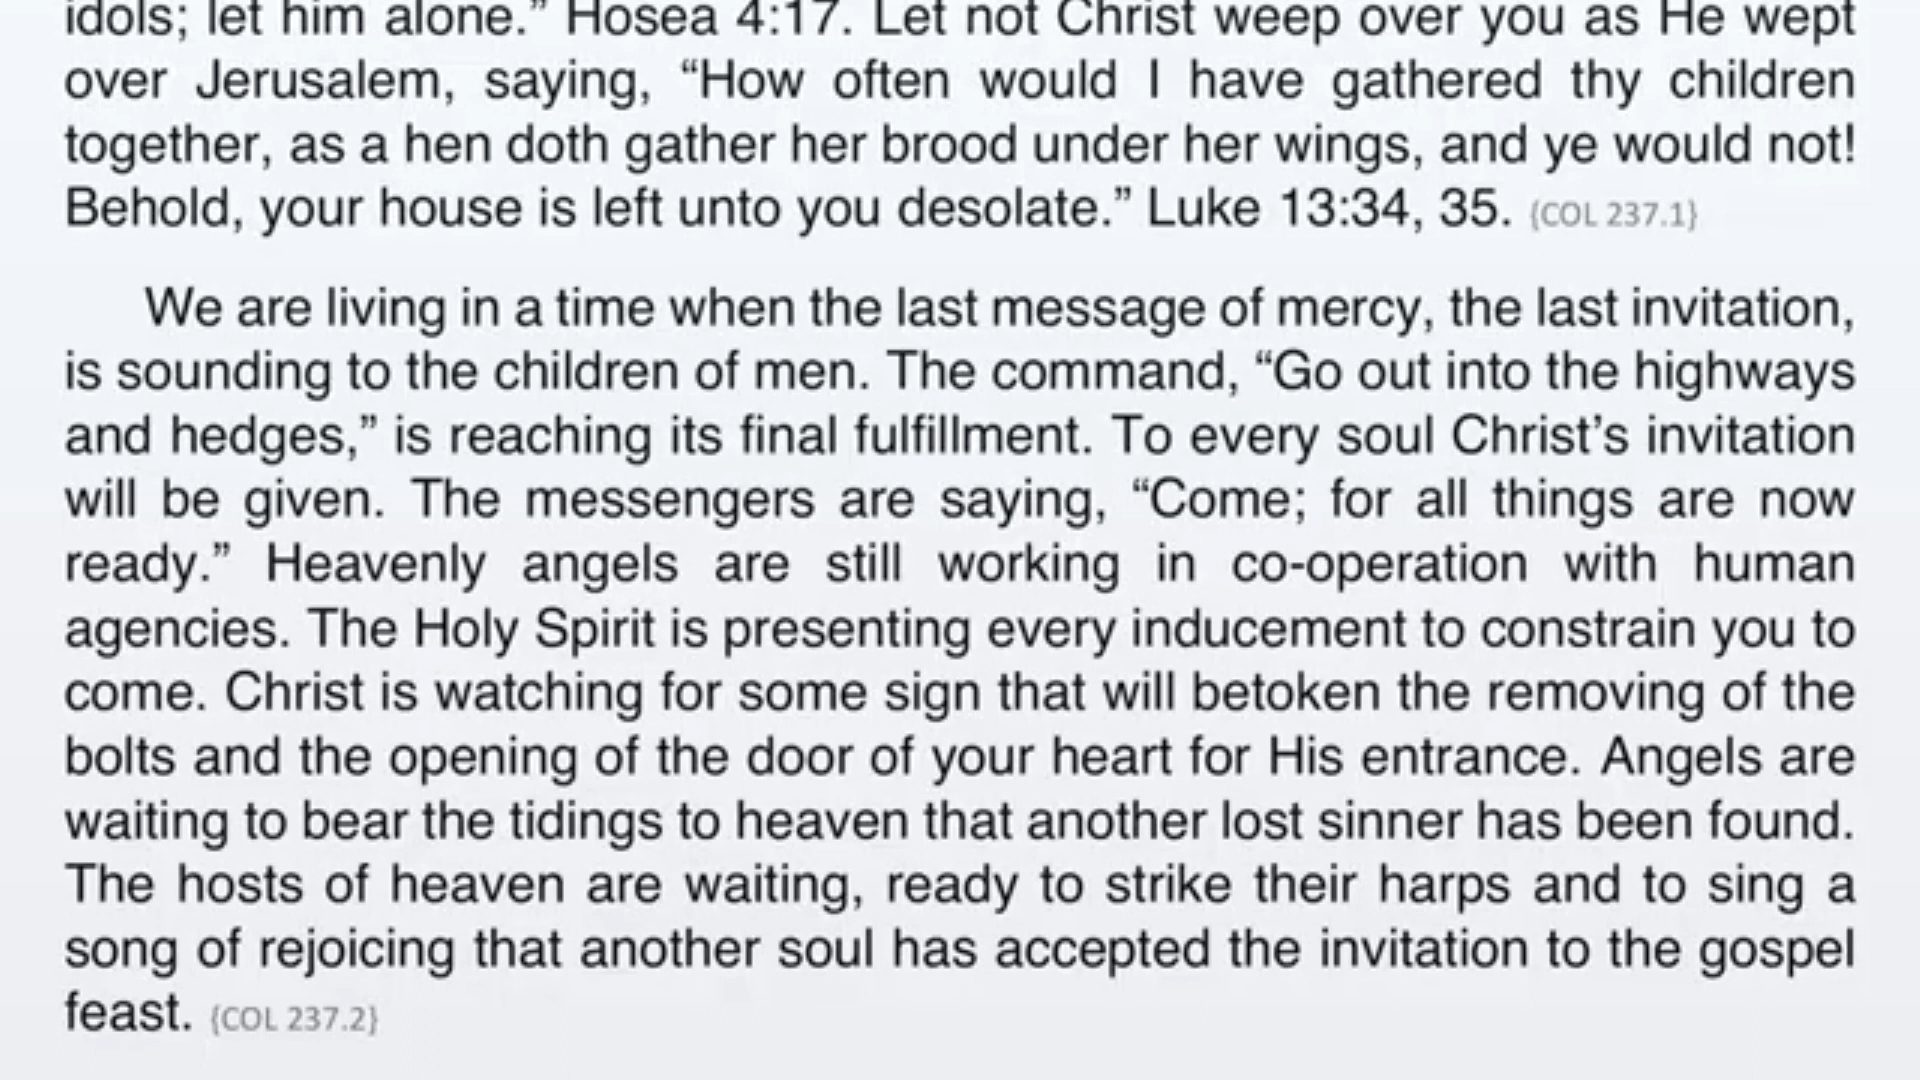 idols; let him alone.” Hosea 4:17. Let not Christ weep over you as He wept
over Jerusalem, saying, “How often would I have gathered thy children
together, as a hen doth gather her brood under her wings, and ye would not!
Behold, your house is left unto you desolate.” Luke 13:34, 35. {COL 237.1}
We are living in a time when the last message of mercy, the last invitation,
is sounding to the children of men. The command, “Go out into the highways
and hedges,” is reaching its final fulfillment. To every soul Christ’s invitation
will be given. The messengers are saying, “Come; for all things are now
ready.” Heavenly angels are still working in co-operation with human
agencies. The Holy Spirit is presenting every inducement to constrain you to
come. Christ is watching for some sign that will betoken the removing of the
bolts and the opening of the door of your heart for His entrance. Angels are
waiting to bear the tidings to heaven that another lost sinner has been found.
The hosts of heaven are waiting, ready to strike their harps and to sing a
song of rejoicing that another soul has accepted the invitation to the gospel
feast. {COL 237.2}